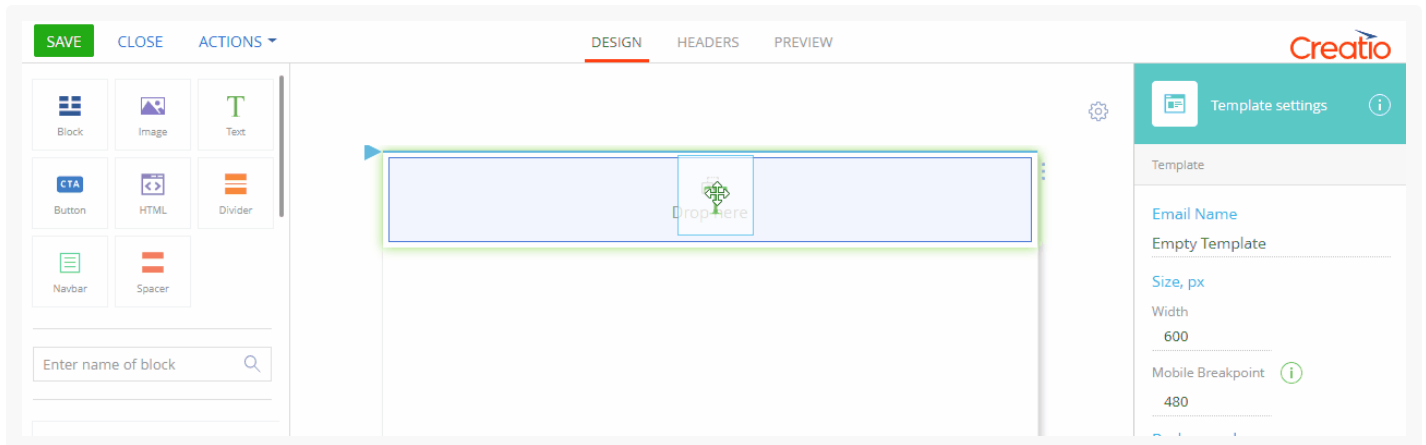 SAVE CLOSE ACTIONS DESIGN HEADERS PREVIEW Creatio
Block Image Text
CTA
Button HTML Divider
Navbar Spacer
Enter name of block
Drop here
Template settings
Template
Email Name
Empty Template
Size, px
Width
600
Mobile Breakpoint
480